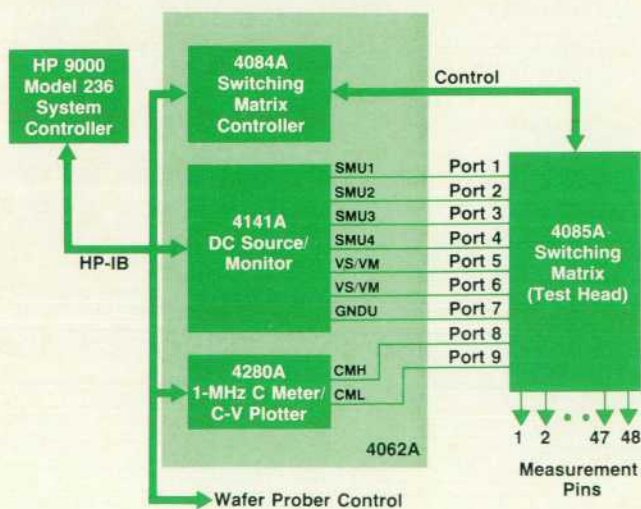 HP 9000
Model 236
System
Controller
HP-IB
4084A
Switching
Matrix
Controller
4141A
DC Source/
Monitor
4280A
1-MHz C Meter/
C-V Plotter
4062A
Control
SMU1 Port 1
SMU2 Port 2
SMU3 Port 3
SMU4 Port 4
VS/VM Port 5
VS/VM Port 6
GNDU Port 7
Port 8
CMH
Port 9
CML
4085A
Switching
Matrix
(Test Head)
1 2 47 48
Measurement
Pins
Wafer Prober Control